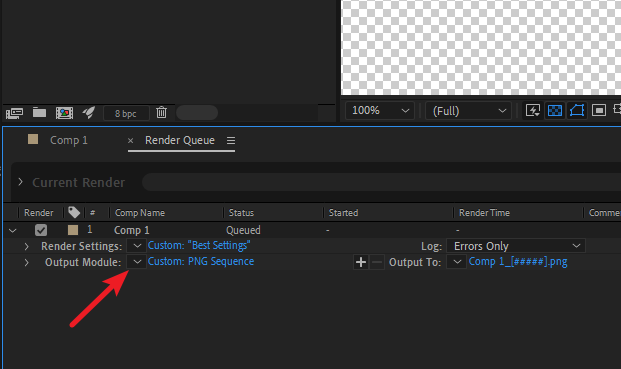 8 bpc
100% (Full)
Comp 1 × Render Queue
Current Render
Render # Comp Name Status Started Render Time Comme
1 Comp 1 Queued - -
Render Settings: Custom: "Best Settings" Log: Errors Only
Output Module: Custom: PNG Sequence + − Output To: Comp 1_[#####].png